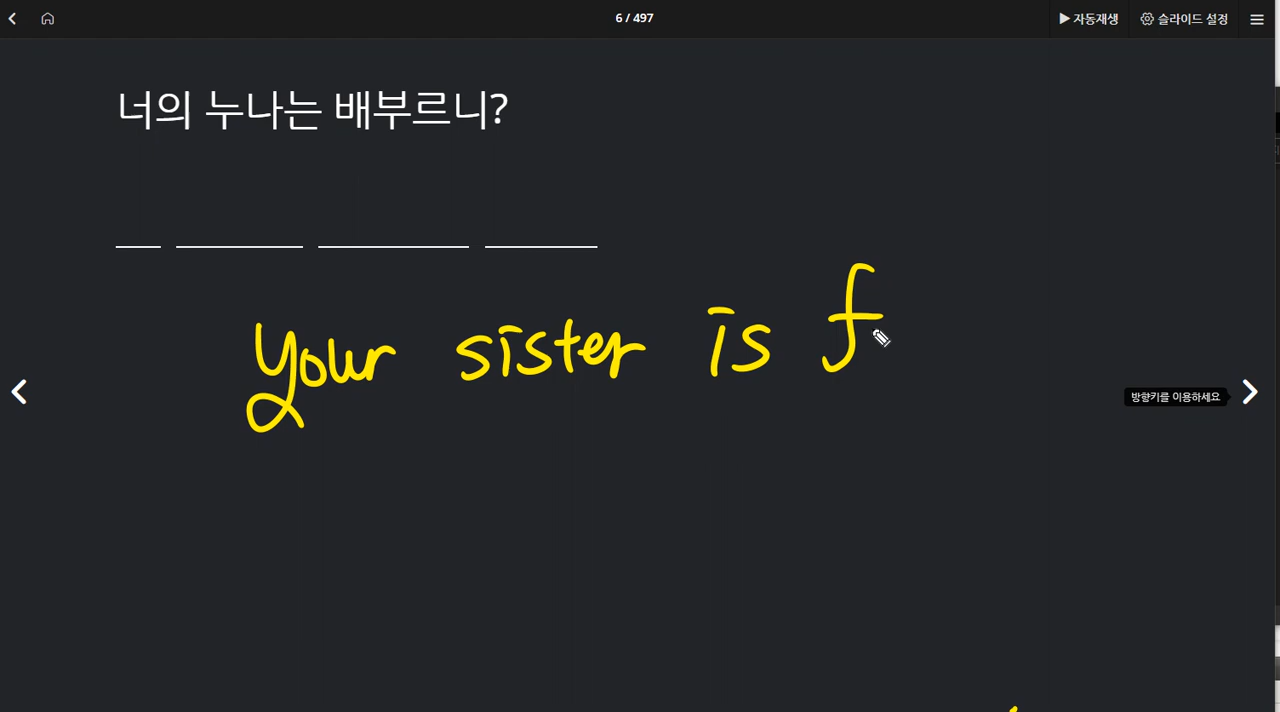 6 / 497
▶ 자동재생
슬라이드 설정
너의 누나는 배부르니?
your sister is f
방향키를 이용하세요